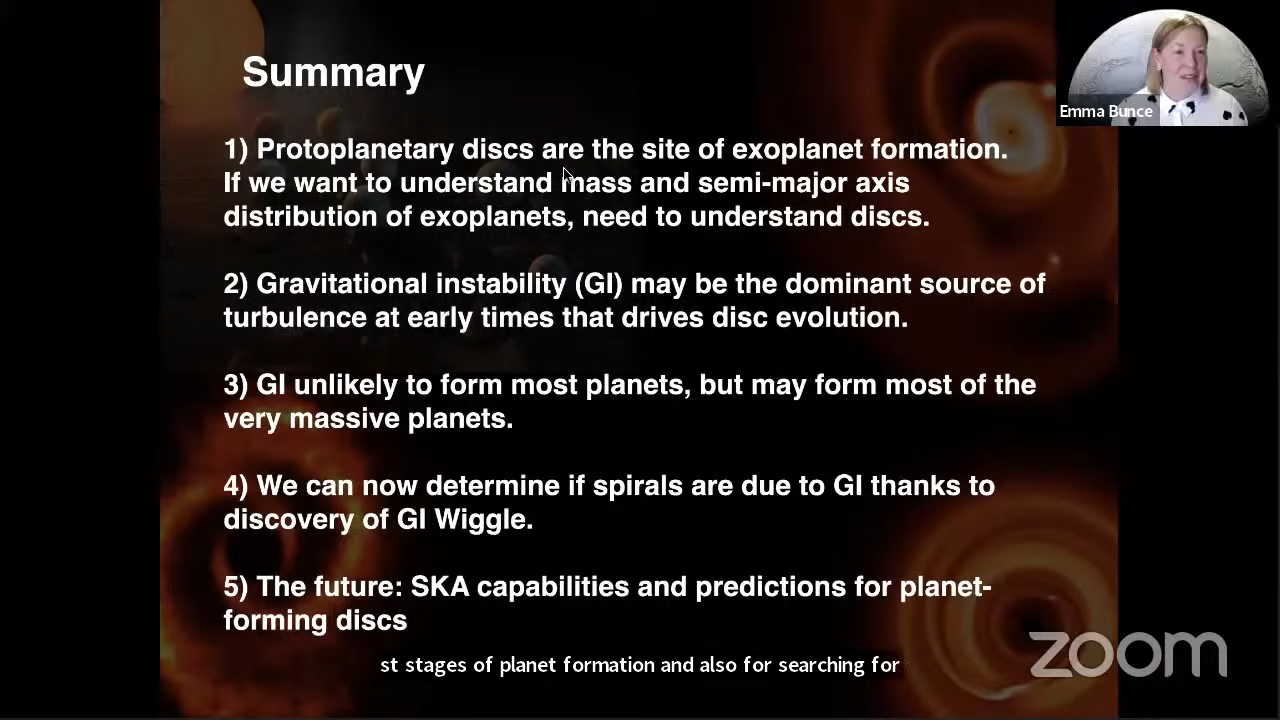 Summary
Emma Bunce
1) Protoplanetary discs are the site of exoplanet formation.
If we want to understand mass and semi-major axis
distribution of exoplanets, need to understand discs.
2) Gravitational instability (GI) may be the dominant source of
turbulence at early times that drives disc evolution.
3) GI unlikely to form most planets, but may form most of the
very massive planets.
4) We can now determine if spirals are due to GI thanks to
discovery of GI Wiggle.
5) The future: SKA capabilities and predictions for planet-
forming discs
st stages of planet formation and also for searching for
zoom